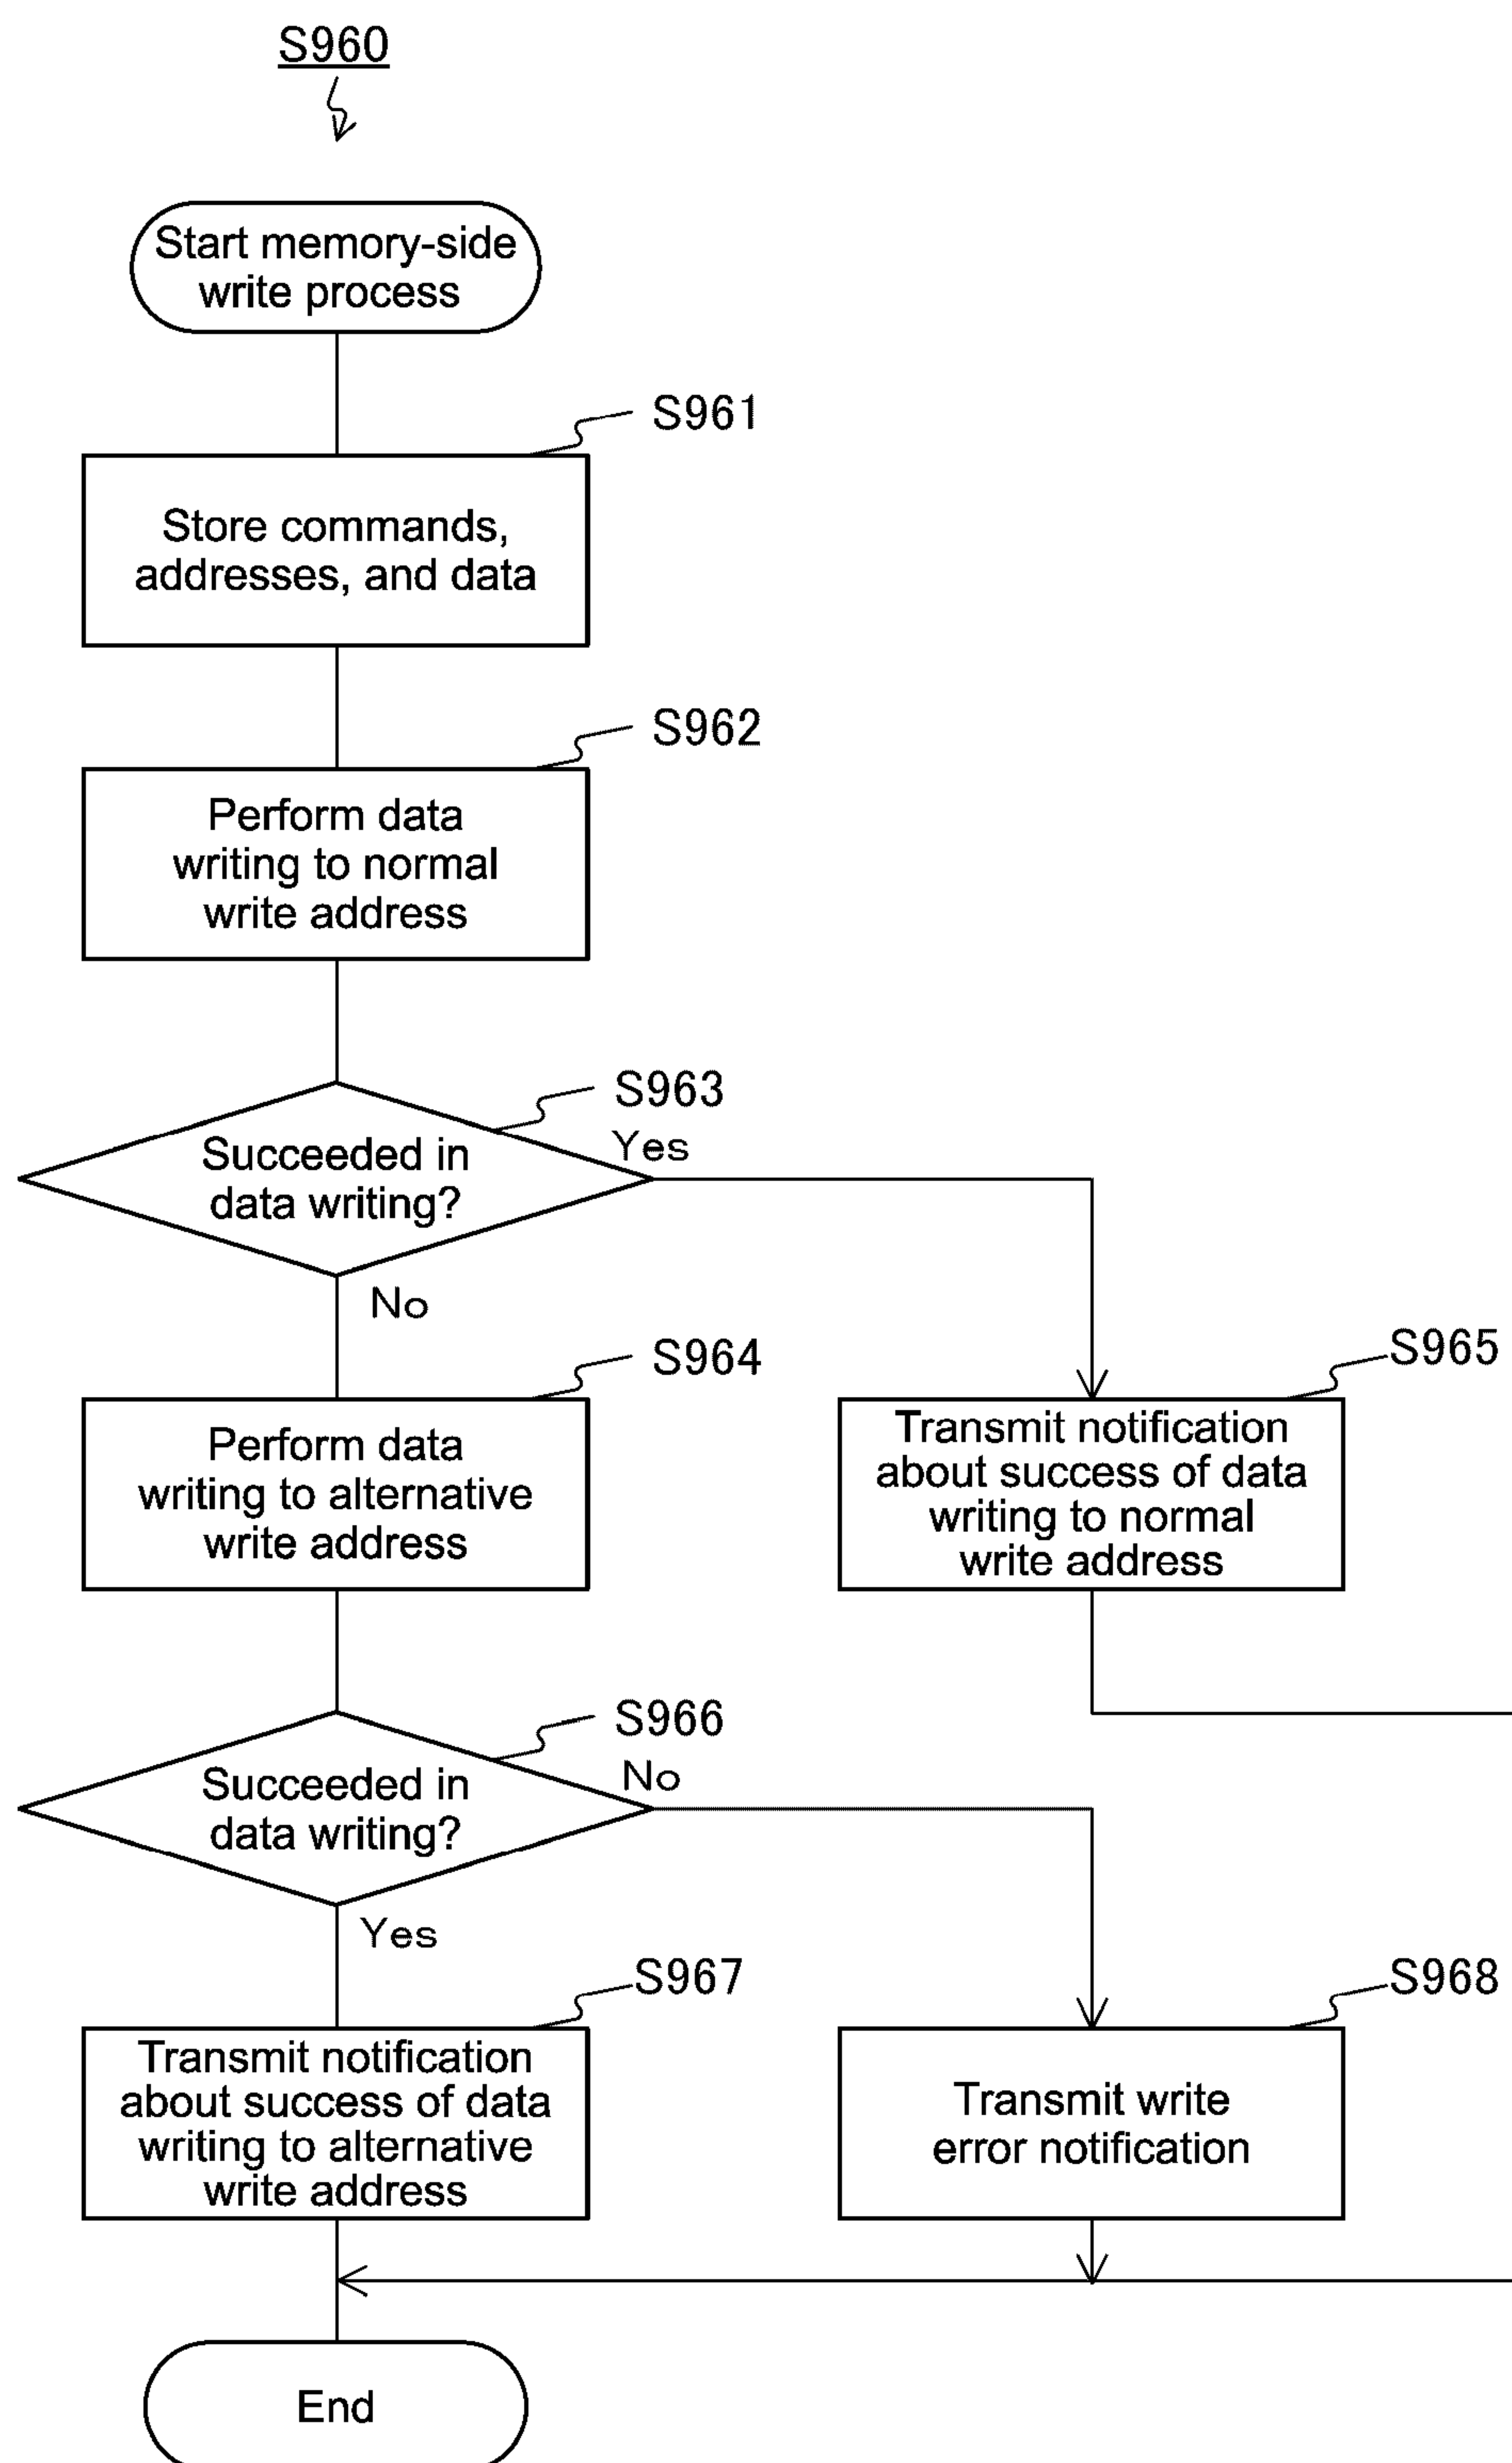 S960
Start memory-side
write process
S961
Store commands,
addresses, and data
S962
Perform data
writing to normal
write address
S963
Succeeded in
data writing?
Yes
No
S964
Perform data
writing to alternative
write address
S965
Transmit notification
about success of data
writing to normal
write address
S966
Succeeded in
data writing?
No
Yes
S967
Transmit notification
about success of data
writing to alternative
write address
S968
Transmit write
error notification
End